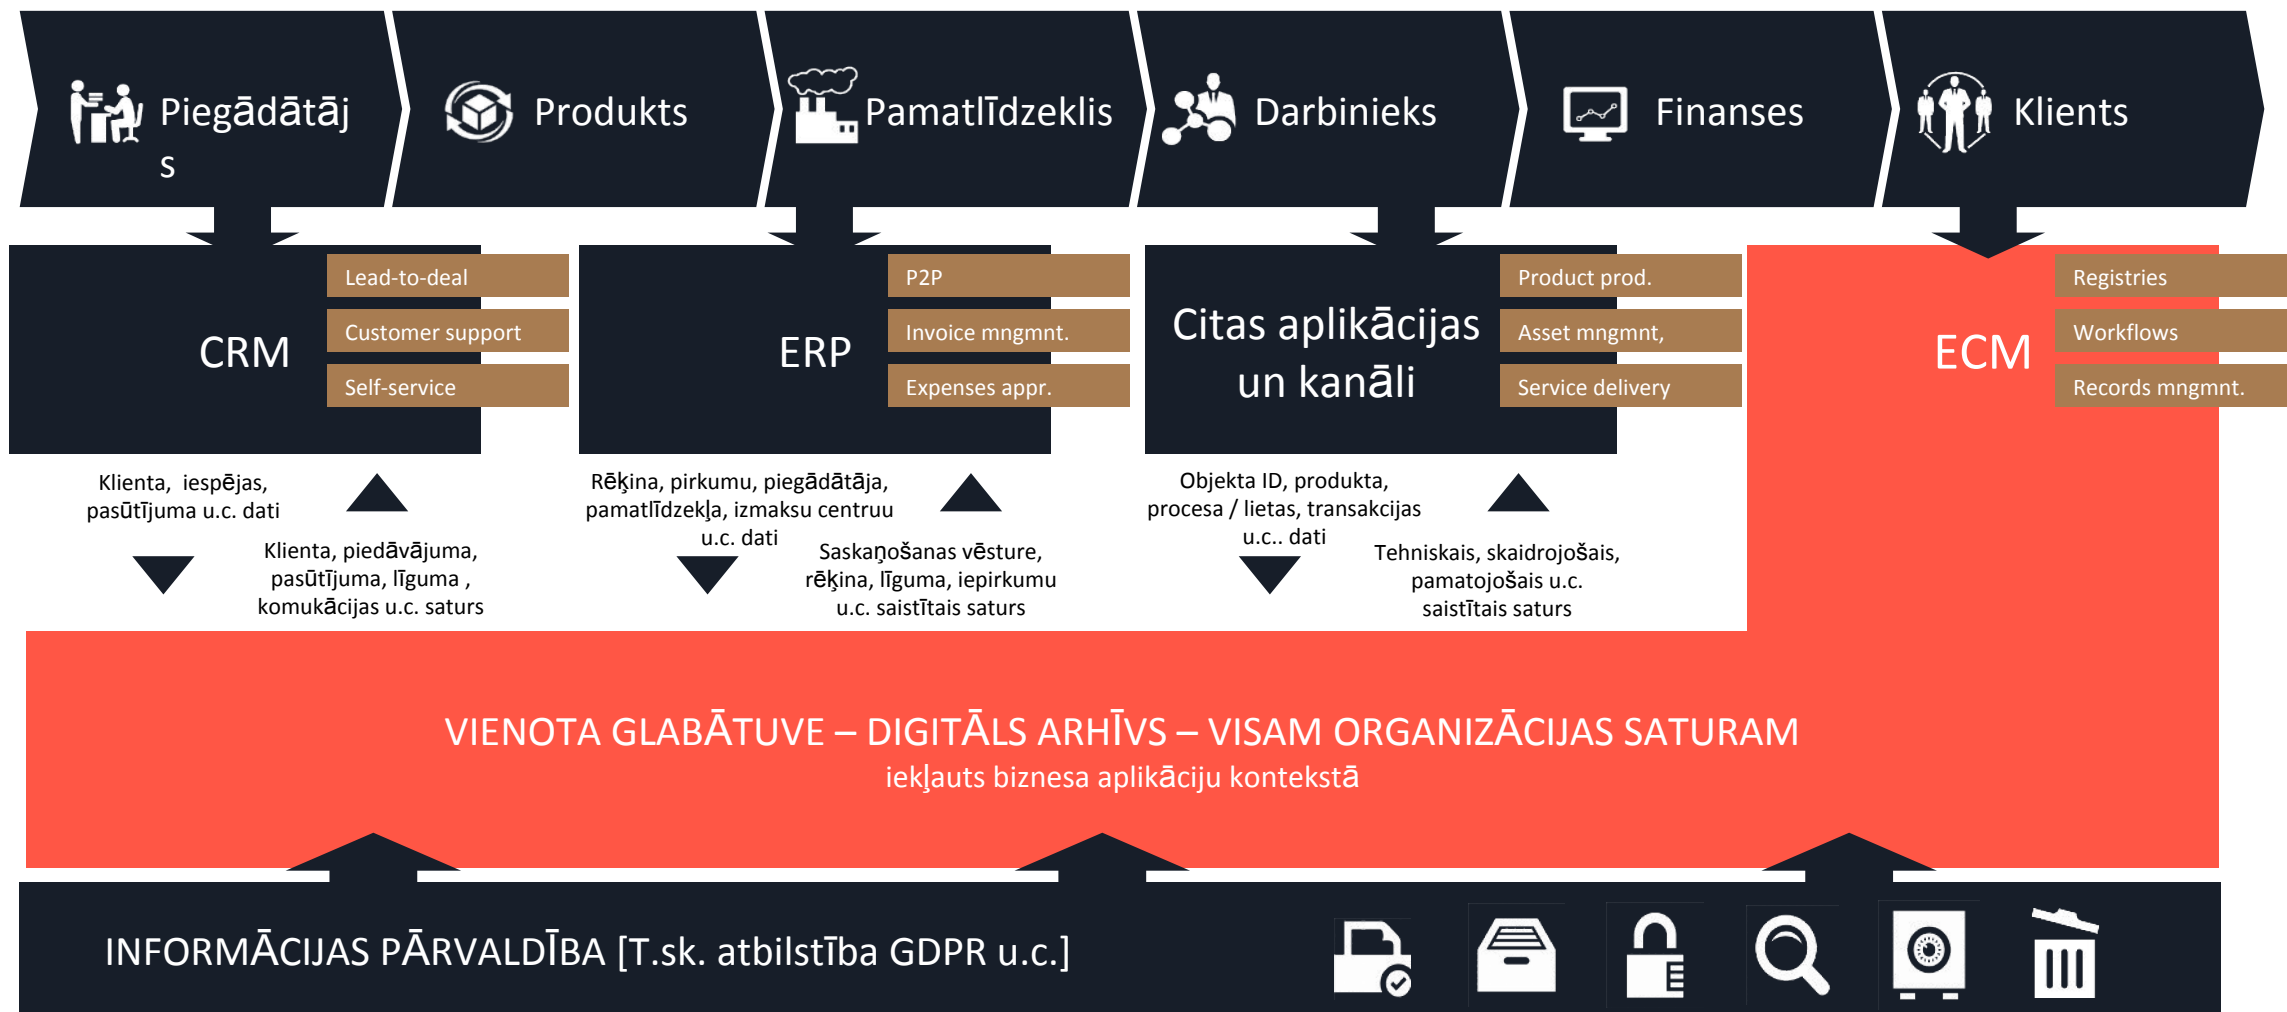 Piegādātāj
s
Produkts
Pamatlīdzeklis
Darbinieks
Finanses
Klients
CRM
Lead-to-deal
Customer support
Self-service
ERP
P2P
Invoice mngmnt.
Expenses appr.
Citas aplikācijas
un kanāli
Product prod.
Asset mngmnt,
Service delivery
ECM
Registries
Workflows
Records mngmnt.
Klienta, iespējas,
pasūtījuma u.c. dati
Klienta, piedāvājuma,
pasūtījuma, līguma ,
komukācijas u.c. saturs
Rēķina, pirkumu, piegādātāja,
pamatlīdzekļa, izmaksu centruu
u.c. dati
Saskaņošanas vēsture,
rēķina, līguma, iepirkumu
u.c. saistītais saturs
Objekta ID, produkta,
procesa / lietas, transakcijas
u.c.. dati
Tehniskais, skaidrojošais,
pamatojošais u.c.
saistītais saturs
VIENOTA GLABĀTUVE – DIGITĀLS ARHĪVS – VISAM ORGANIZĀCIJAS SATURAM
iekļauts biznesa aplikāciju kontekstā
INFORMĀCIJAS PĀRVALDĪBA [T.sk. atbilstība GDPR u.c.]